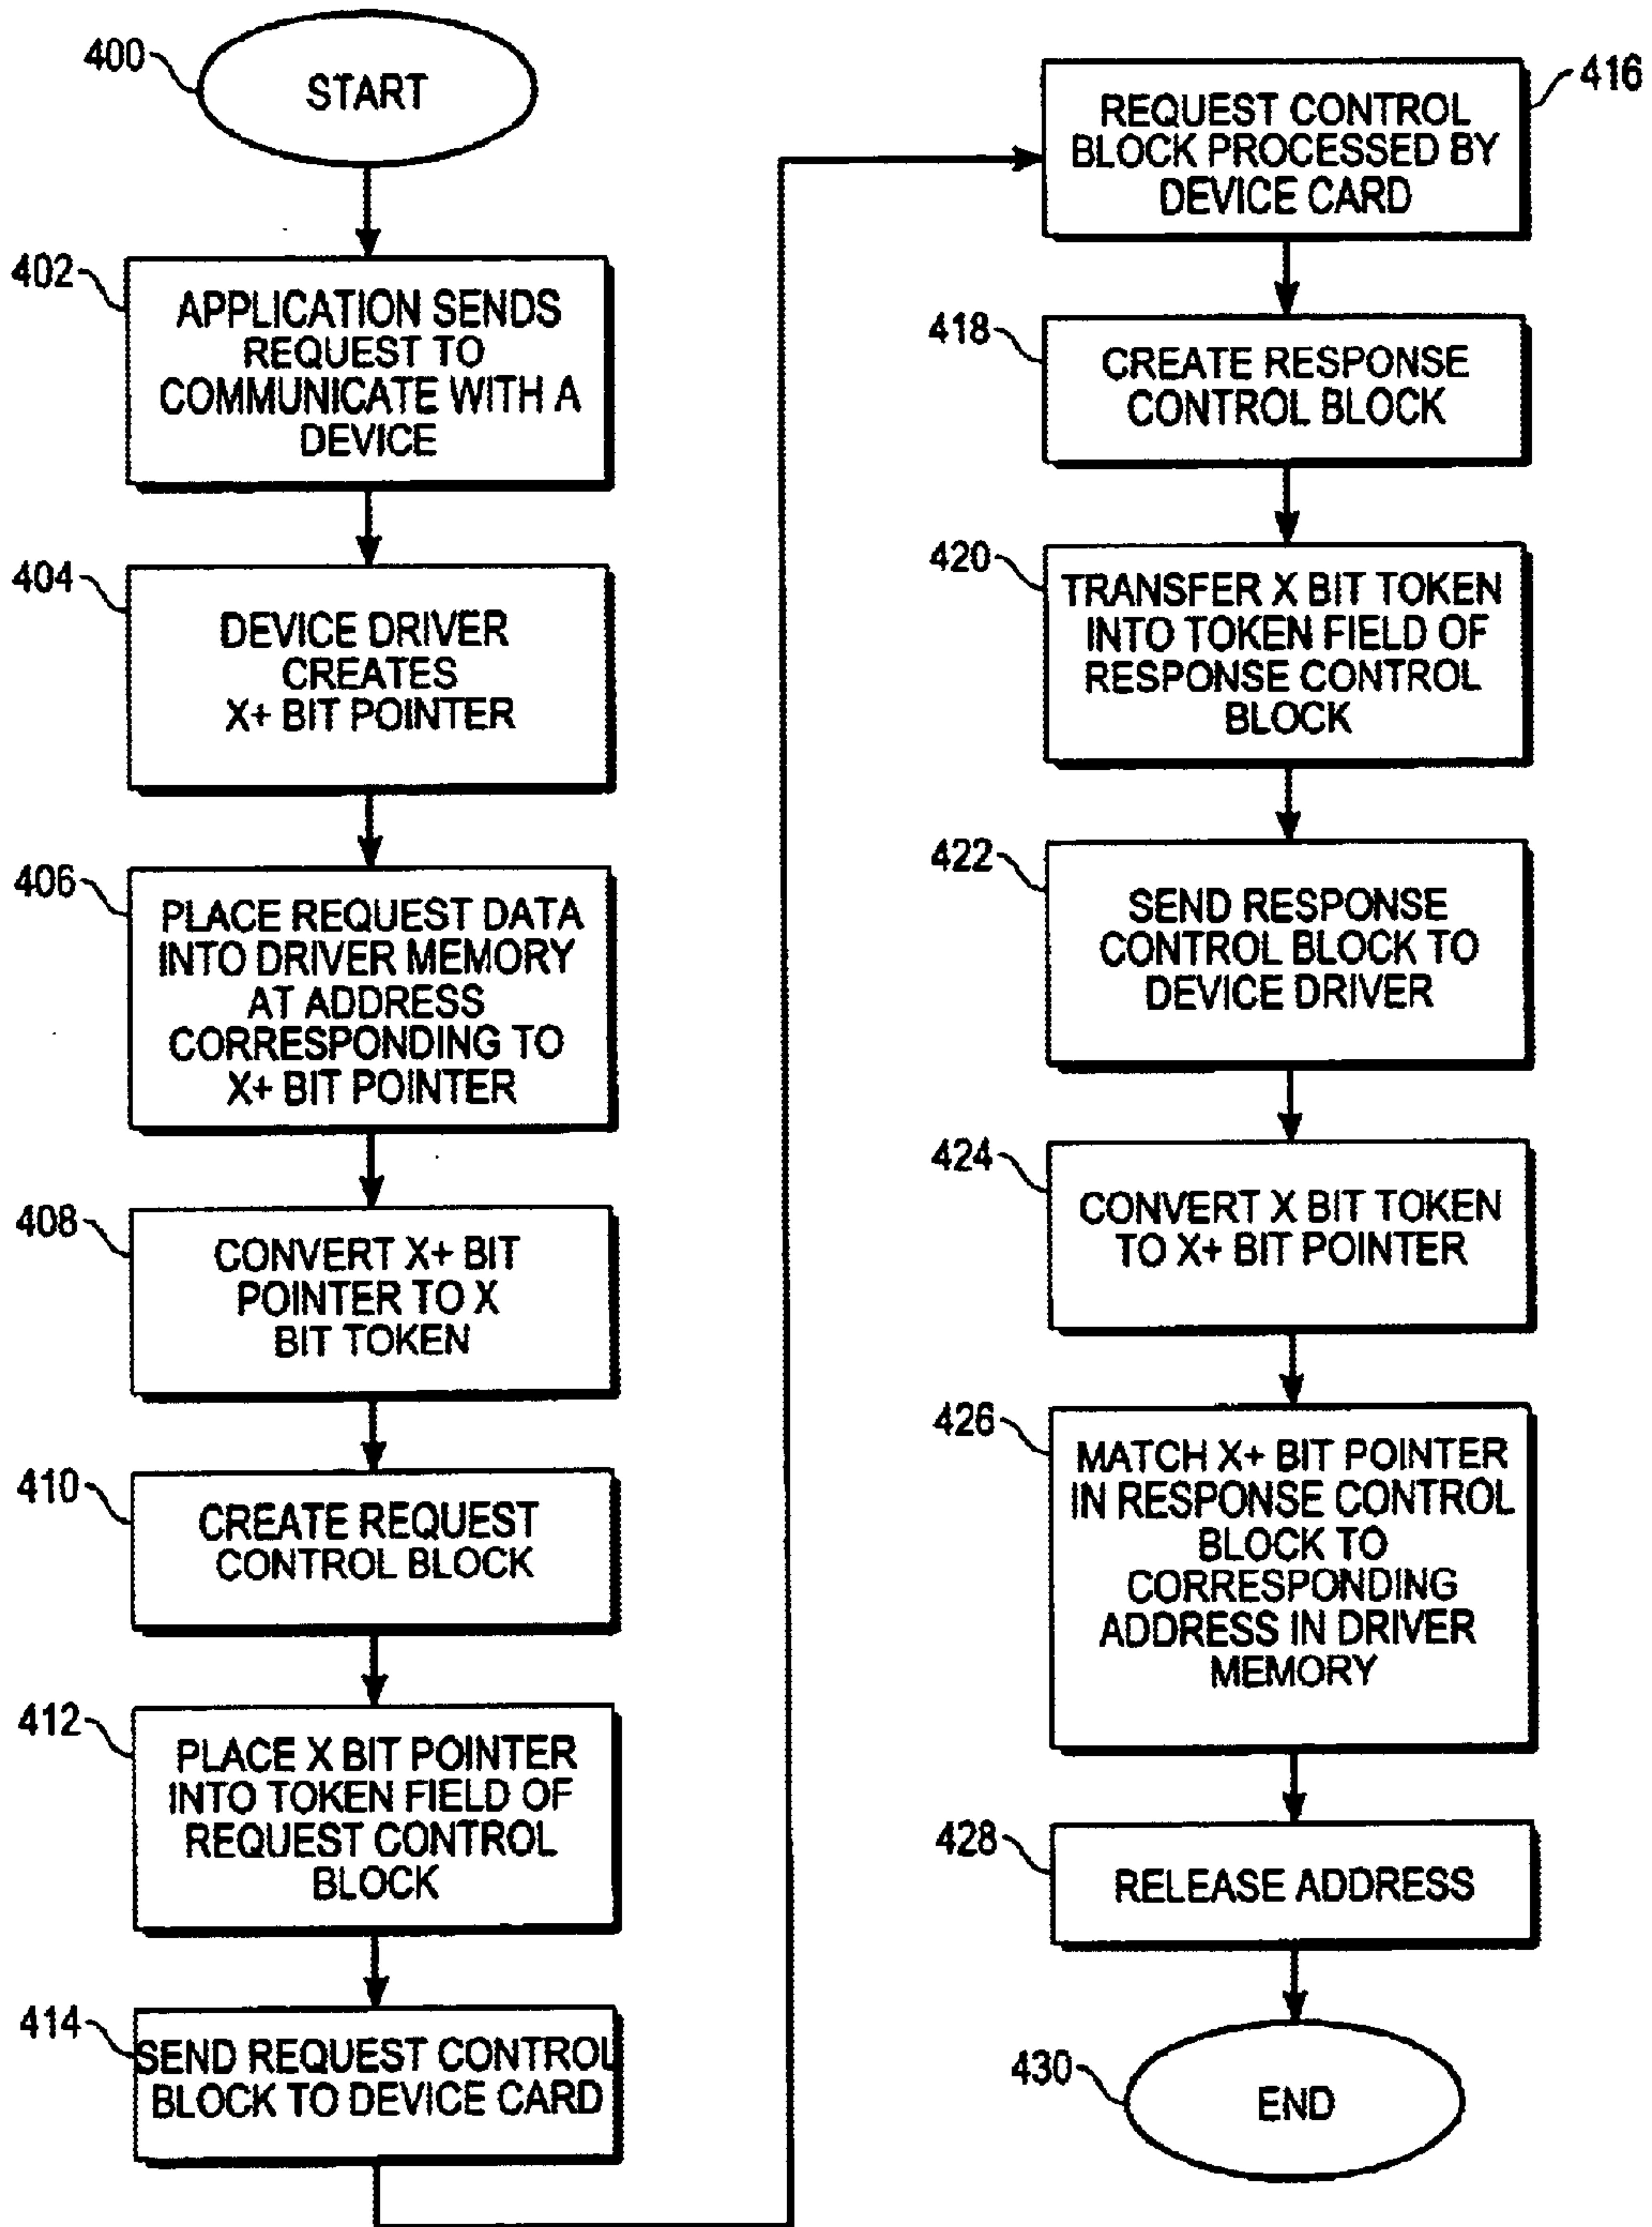 400
START
402
APPLICATION SENDS
REQUEST TO
COMMUNICATE WITH A
DEVICE
404
DEVICE DRIVER
CREATES
X+ BIT POINTER
406
PLACE REQUEST DATA
INTO DRIVER MEMORY
AT ADDRESS
CORRESPONDING TO
X+ BIT POINTER
408
CONVERT X+ BIT
POINTER TO X
BIT TOKEN
410
CREATE REQUEST
CONTROL BLOCK
412
PLACE X BIT POINTER
INTO TOKEN FIELD OF
REQUEST CONTROL
BLOCK
414
SEND REQUEST CONTROL
BLOCK TO DEVICE CARD
416
REQUEST CONTROL
BLOCK PROCESSED BY
DEVICE CARD
418
CREATE RESPONSE
CONTROL BLOCK
420
TRANSFER X BIT TOKEN
INTO TOKEN FIELD OF
RESPONSE CONTROL
BLOCK
422
SEND RESPONSE
CONTROL BLOCK TO
DEVICE DRIVER
424
CONVERT X BIT TOKEN
TO X+ BIT POINTER
426
MATCH X+ BIT POINTER
IN RESPONSE CONTROL
BLOCK TO
CORRESPONDING
ADDRESS IN DRIVER
MEMORY
428
RELEASE ADDRESS
430
END